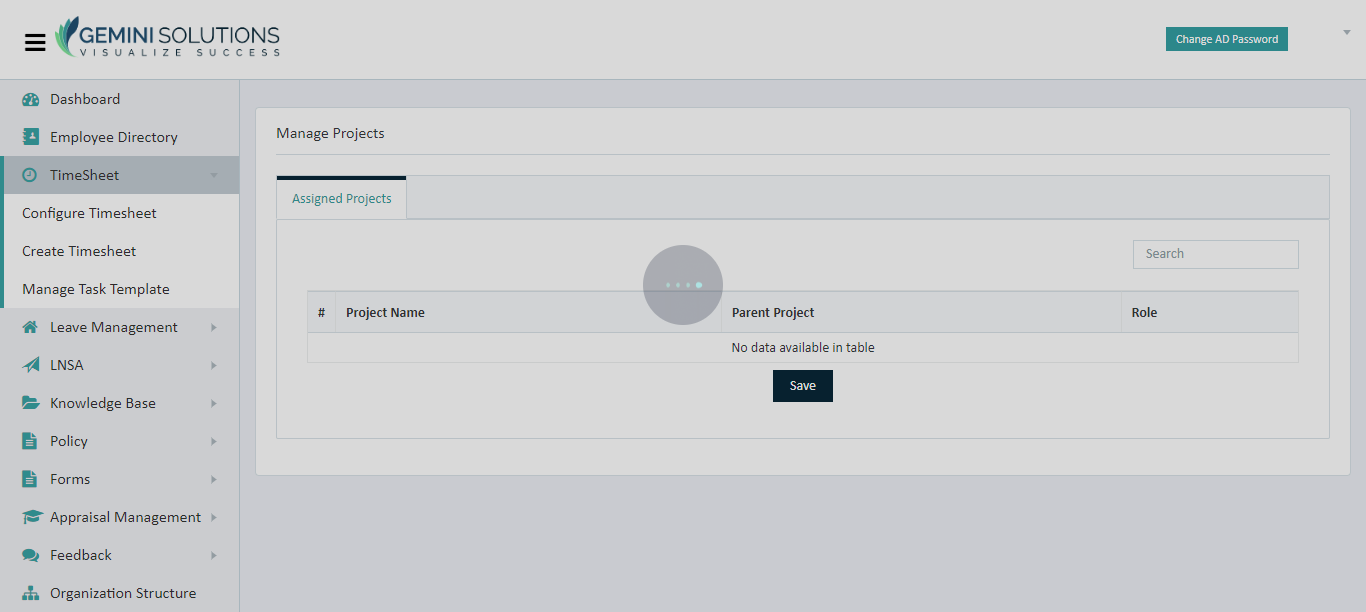 GEMINI SOLUTIONS
VISUALIZE SUCCESS
Change AD Password
Dashboard
Employee Directory
TimeSheet
Configure Timesheet
Create Timesheet
Manage Task Template
Leave Management
LNSA
Knowledge Base
Policy
Forms
Appraisal Management
Feedback
Organization Structure
Manage Projects
Assigned Projects
Search
# Project Name Parent Project Role
No data available in table
Save